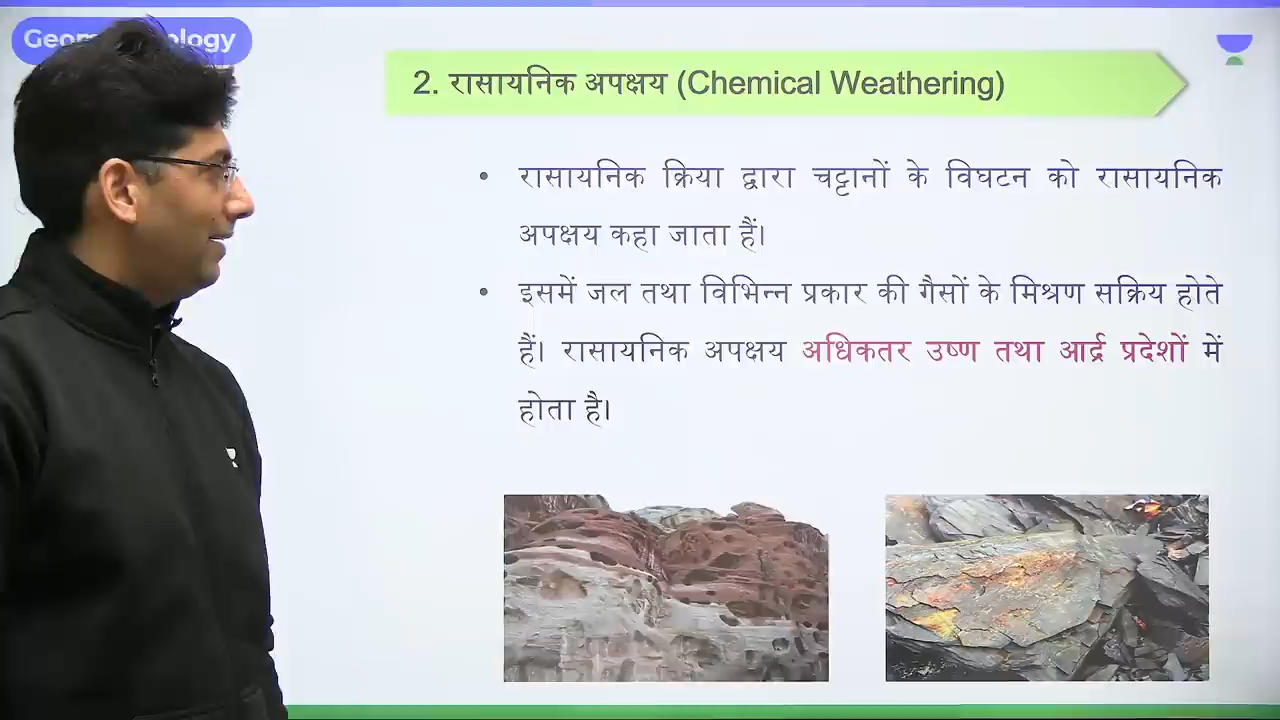 2. रासायनिक अपक्षय (Chemical Weathering)
• रासायनिक क्रिया द्वारा चट्टानों के विघटन को रासायनिक
अपक्षय कहा जाता हैं।
• इसमें जल तथा विभिन्न प्रकार की गैसों के मिश्रण सक्रिय होते
हैं। रासायनिक अपक्षय अधिकतर उष्ण तथा आर्द्र प्रदेशों में
होता है।